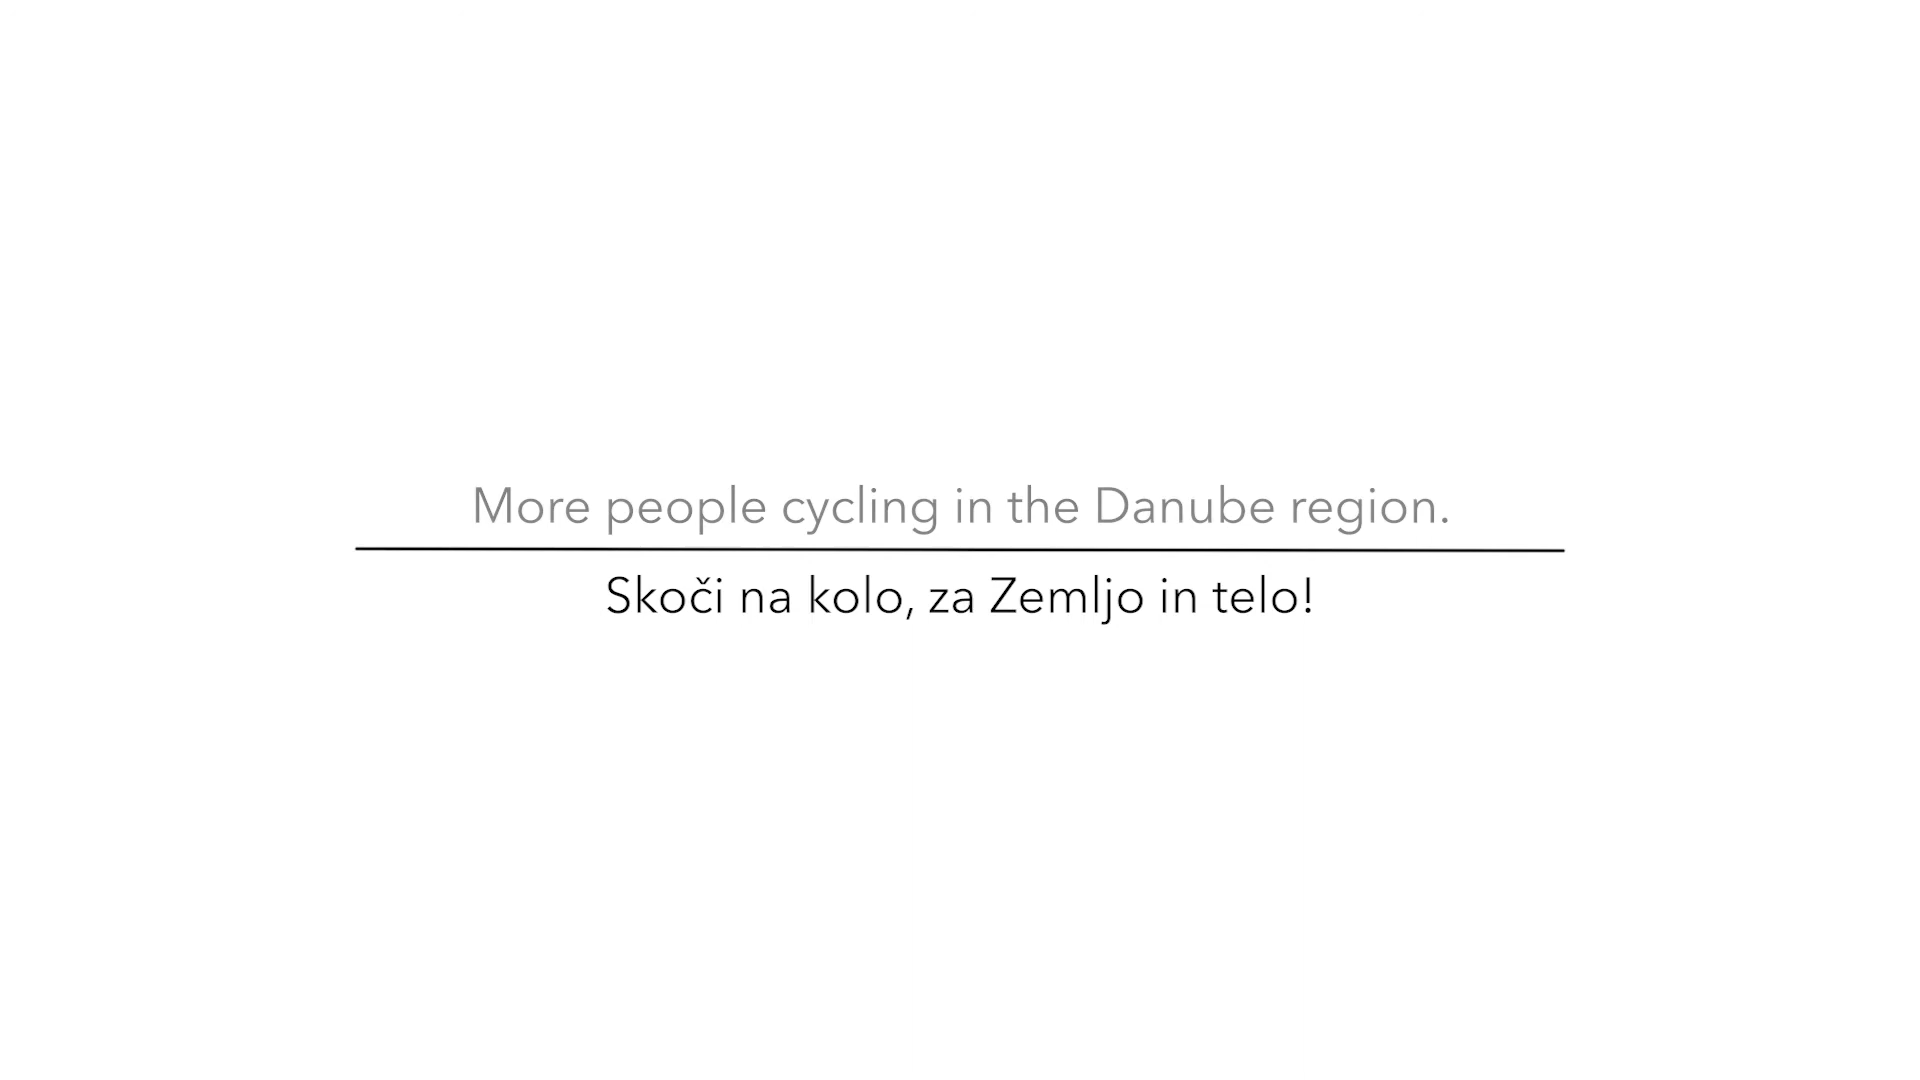 More people cycling in the Danube region.
Skoči na kolo, za Zemljo in telo!